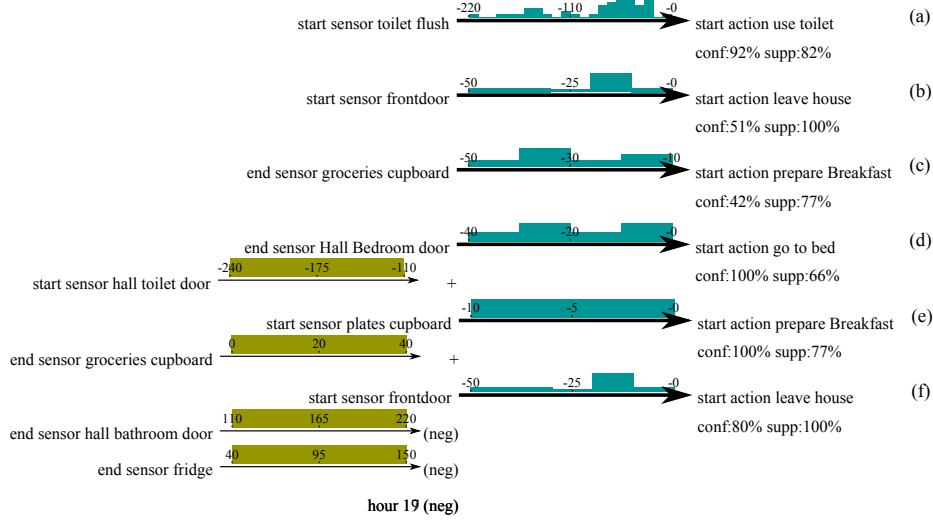 -220 -110 -0
start sensor toilet flush start action use toilet (a)
conf:92% supp:82%
-50 -25 -0
start sensor frontdoor start action leave house (b)
conf:51% supp:100%
-50 -30 -10
end sensor groceries cupboard start action prepare Breakfast (c)
conf:42% supp:77%
-40 -20 -0
end sensor Hall Bedroom door start action go to bed (d)
conf:100% supp:66%
-240 -175 -110
start sensor hall toilet door +
-10 -5 -0
start sensor plates cupboard start action prepare Breakfast (e)
conf:100% supp:77%
0 20 40
end sensor groceries cupboard +
-50 -25 -0
start sensor frontdoor start action leave house (f)
conf:80% supp:100%
110 165 220
end sensor hall bathroom door (neg)
40 95 150
end sensor fridge (neg)
hour 19 (neg)